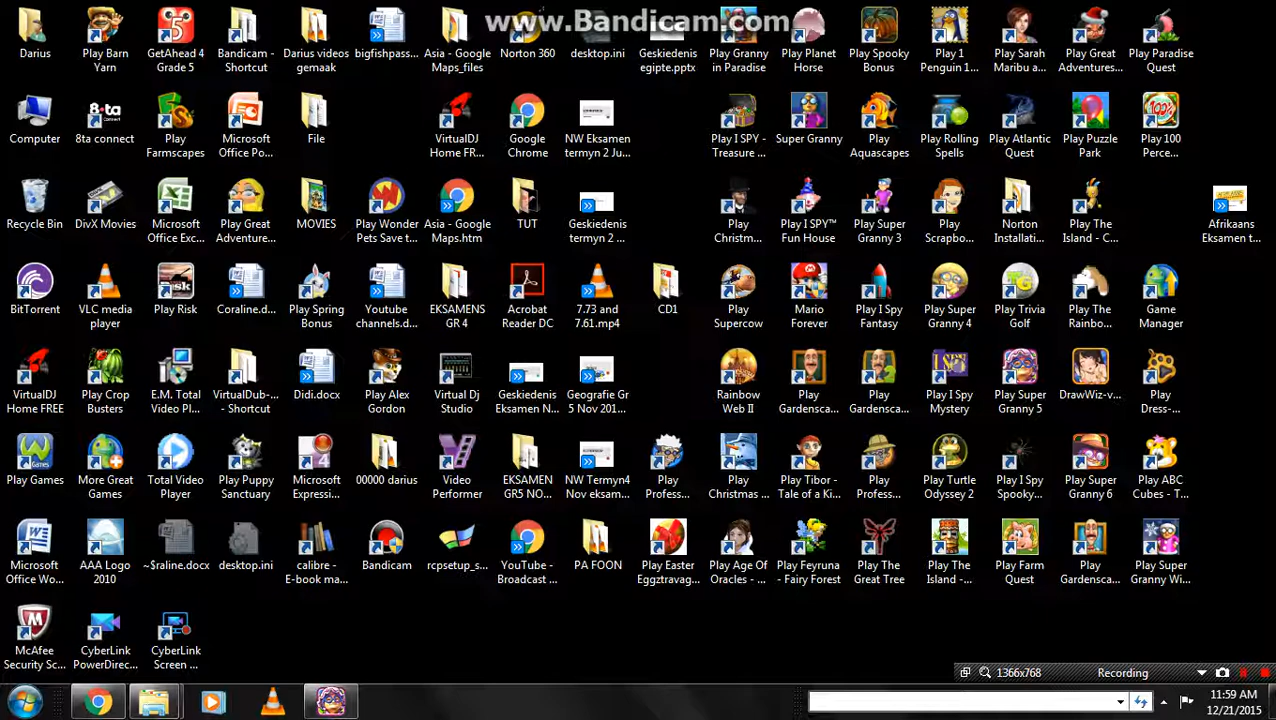 www.Bandicam.com
Darius
Play Barn
Yarn
GetAhead 4
Grade 5
Bandicam -
Shortcut
Darius videos
gemaak
bigfishpass...
Asia - Google
Maps_files
Norton 360
desktop.ini
Geskiedenis
egipte.pptx
Play Granny
in Paradise
Play Planet
Horse
Play Spooky
Bonus
Play 1
Penguin 1...
Play Sarah
Maribu a...
Play Great
Adventures...
Play Paradise
Quest
Computer
8ta connect
Play
Farmscapes
Microsoft
Office Po...
File
VirtualDJ
Home FR...
Google
Chrome
NW Eksamen
termyn 2 Ju...
Play I SPY -
Treasure ...
Super Granny
Play
Aquascapes
Play Rolling
Spells
Play Atlantic
Quest
Play Puzzle
Park
Play 100
Perce...
Recycle Bin
DivX Movies
Microsoft
Office Exc...
Play Great
Adventure...
MOVIES
Play Wonder
Pets Save t...
Asia - Google
Maps.htm
TUT
Geskiedenis
termyn 2 ...
Play
Christm...
Play I SPY™
Fun House
Play Super
Granny 3
Play
Scrapbo...
Norton
Installati...
Play The
Island - C...
Afrikaans
Eksamen t...
BitTorrent
VLC media
player
Play Risk
Coraline.d...
Play Spring
Bonus
Youtube
channels.d...
EKSAMENS
GR 4
Acrobat
Reader DC
7.73 and
7.61.mp4
CD1
Play
Supercow
Mario
Forever
Play I Spy
Fantasy
Play Super
Granny 4
Play Trivia
Golf
Play The
Rainbo...
Game
Manager
VirtualDJ
Home FREE
Play Crop
Busters
E.M. Total
Video Pl...
VirtualDub-...
- Shortcut
Didi.docx
Play Alex
Gordon
Virtual Dj
Studio
Geskiedenis
Eksamen N...
Geografie Gr
5 Nov 201...
Rainbow
Web II
Play
Gardensca...
Play
Gardensca...
Play I Spy
Mystery
Play Super
Granny 5
DrawWiz-v...
Play
Dress-...
Play Games
More Great
Games
Total Video
Player
Play Puppy
Sanctuary
Microsoft
Expressi...
00000 darius
Video
Performer
EKSAMEN
GR5 NO...
NW Termyn4
Nov eksam...
Play
Profess...
Play
Christmas ...
Play Tibor -
Tale of a Ki...
Play
Profess...
Play Turtle
Odyssey 2
Play I Spy
Spooky...
Play Super
Granny 6
Play ABC
Cubes - T...
Microsoft
Office Wo...
AAA Logo
2010
~$raline.docx
desktop.ini
calibre -
E-book ma...
Bandicam
rcpsetup_s...
YouTube -
Broadcast ...
PA FOON
Play Easter
Eggztravag...
Play Age Of
Oracles - ...
Play Feyruna
- Fairy Forest
Play The
Great Tree
Play The
Island -...
Play Farm
Quest
Play
Gardensca...
Play Super
Granny Wi...
McAfee
Security Sc...
CyberLink
PowerDirec...
CyberLink
Screen ...
1366x768
Recording
11:59 AM
12/21/2015